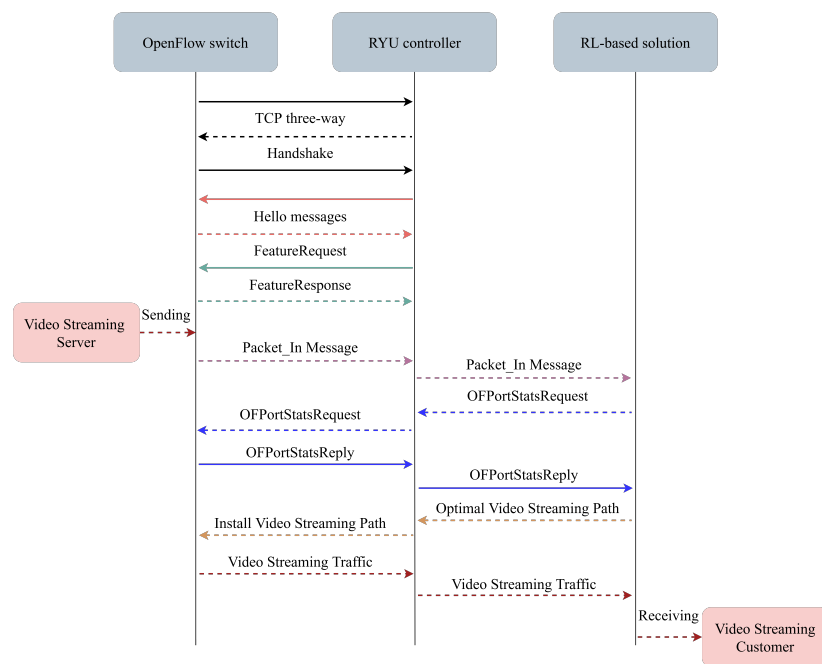 OpenFlow switch
RYU controller
RL-based solution
TCP three-way
Handshake
Hello messages
FeatureRequest
FeatureResponse
Sending
Video Streaming
Server
Packet_In Message
Packet_In Message
OFPortStatsRequest
OFPortStatsRequest
OFPortStatsReply
OFPortStatsReply
Optimal Video Streaming Path
Install Video Streaming Path
Video Streaming Traffic
Video Streaming Traffic
Receiving
Video Streaming
Customer